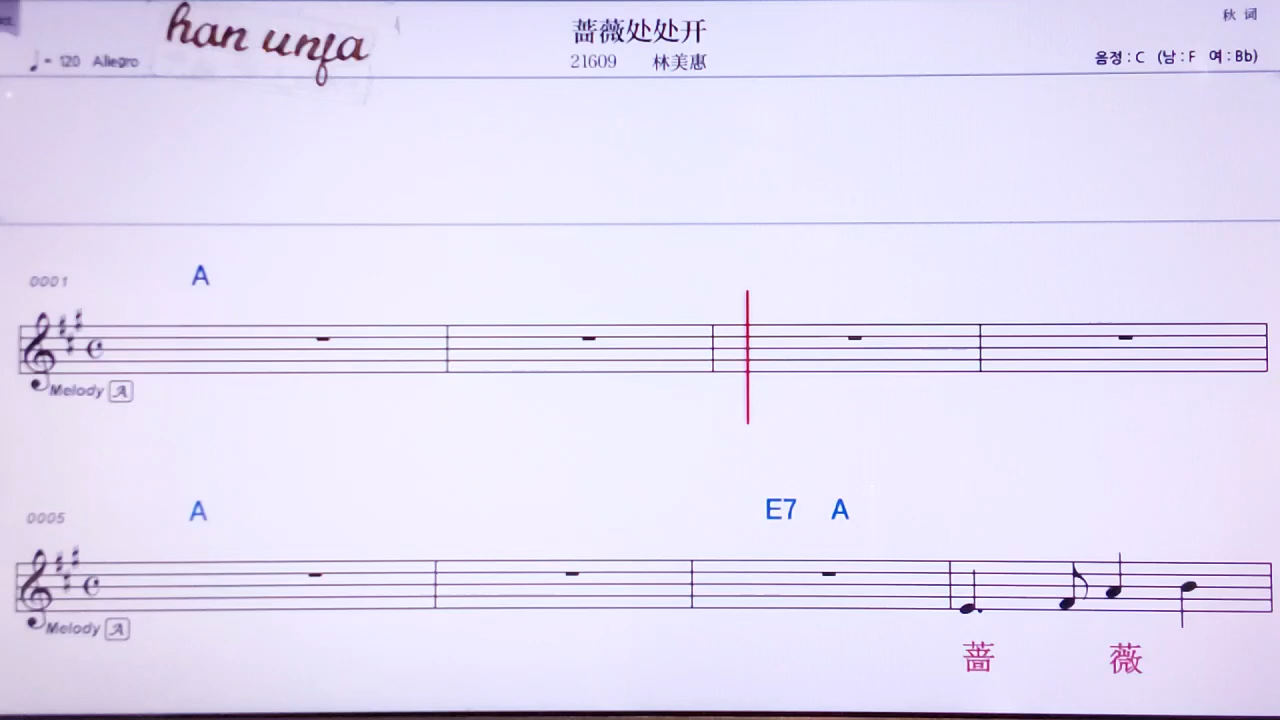 han unfa
蔷薇处处开
秋 词
♩= 120 Allegro
21609 林美惠
음정 : C (남 : F 여 : Bb)
0001 A
Melody A
0005 A E7 A
Melody A
蔷 薇